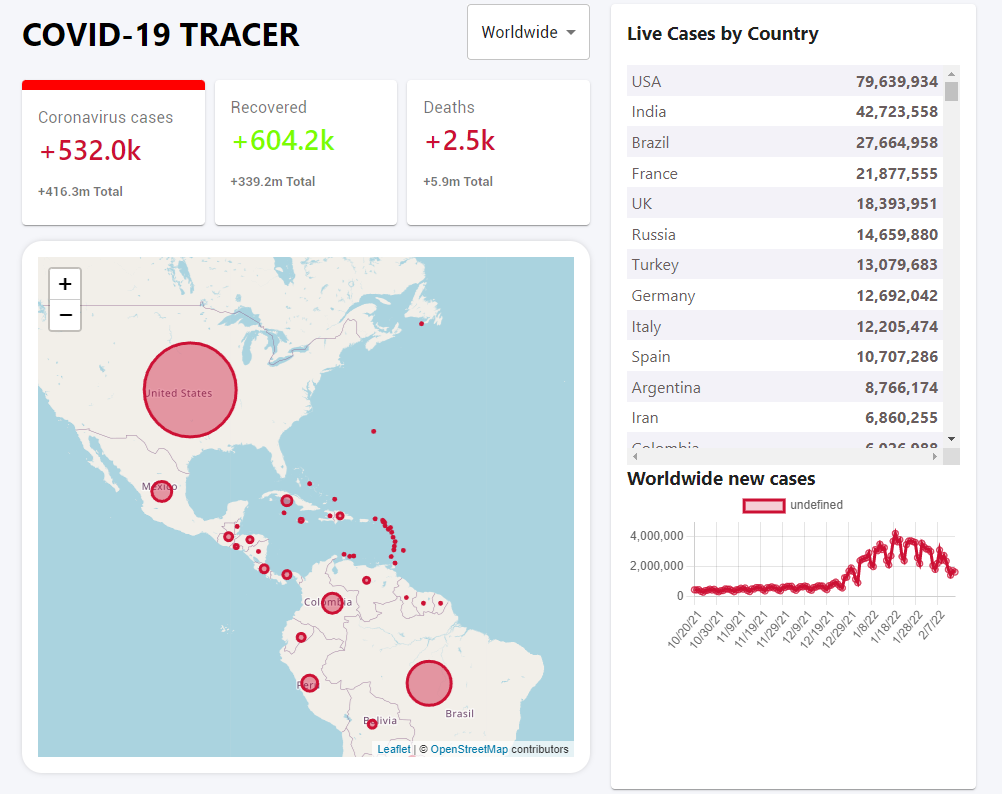 COVID-19 TRACER
Worldwide
Coronavirus cases
+532.0k
+416.3m Total
Recovered
+604.2k
+339.2m Total
Deaths
+2.5k
+5.9m Total
+
−
United States
Mexico
Colombia
Perú
Brasil
Bolivia
Leaflet | © OpenStreetMap contributors
Live Cases by Country
USA 79,639,934
India 42,723,558
Brazil 27,664,958
France 21,877,555
UK 18,393,951
Russia 14,659,880
Turkey 13,079,683
Germany 12,692,042
Italy 12,205,474
Spain 10,707,286
Argentina 8,766,174
Iran 6,860,255
Colombia 6,026,988
Worldwide new cases
undefined
4,000,000
2,000,000
0
10/20/21 10/30/21 11/9/21 11/19/21 11/29/21 12/9/21 12/19/21 12/29/21 1/8/22 1/18/22 1/28/22 2/7/22